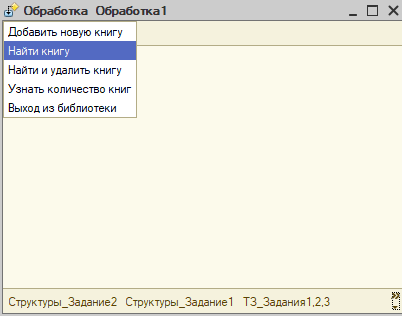 Обработка Обработка1
Добавить новую книгу
Найти книгу
Найти и удалить книгу
Узнать количество книг
Выход из библиотеки
Структуры_Задание2 Структуры_Задание1 ТЗ_Задания1,2,3